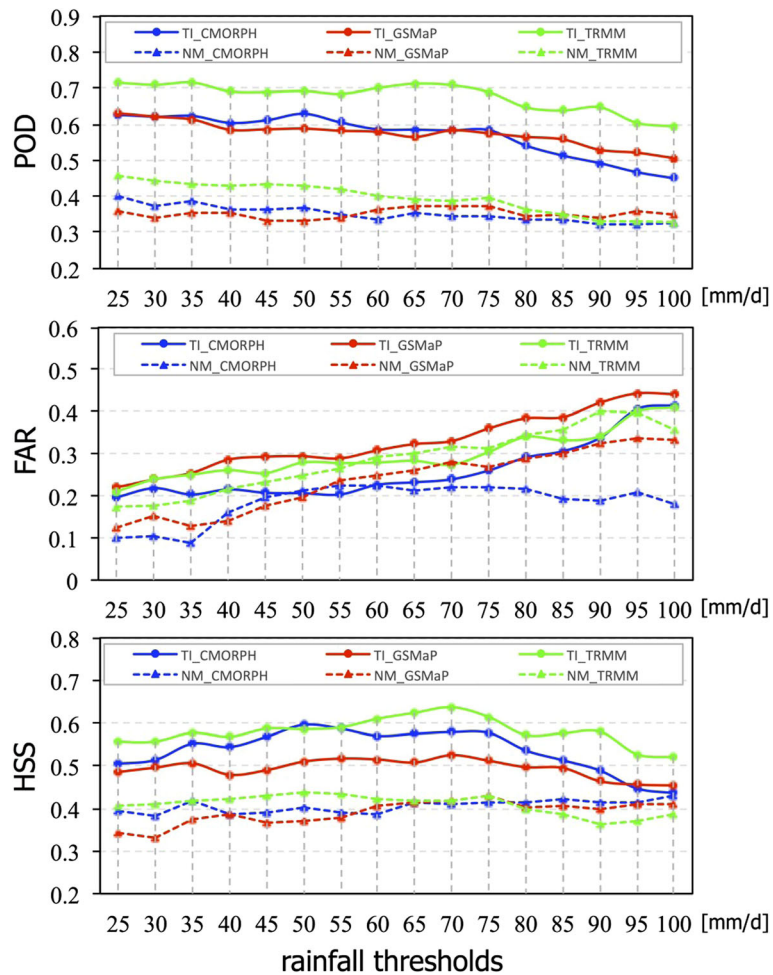 0.9
TI_CMORPH TI_GSMaP TI_TRMM
NM_CMORPH NM_GSMaP NM_TRMM
0.8
0.7
0.6
0.5
0.4
0.3
0.2
POD
25 30 35 40 45 50 55 60 65 70 75 80 85 90 95 100 [mm/d]
0.6
TI_CMORPH TI_GSMaP TI_TRMM
NM_CMORPH NM_GSMaP NM_TRMM
0.5
0.4
0.3
0.2
0.1
0
FAR
25 30 35 40 45 50 55 60 65 70 75 80 85 90 95 100 [mm/d]
0.8
TI_CMORPH TI_GSMaP TI_TRMM
NM_CMORPH NM_GSMaP NM_TRMM
0.7
0.6
0.5
0.4
0.3
0.2
HSS
25 30 35 40 45 50 55 60 65 70 75 80 85 90 95 100 [mm/d]
rainfall thresholds